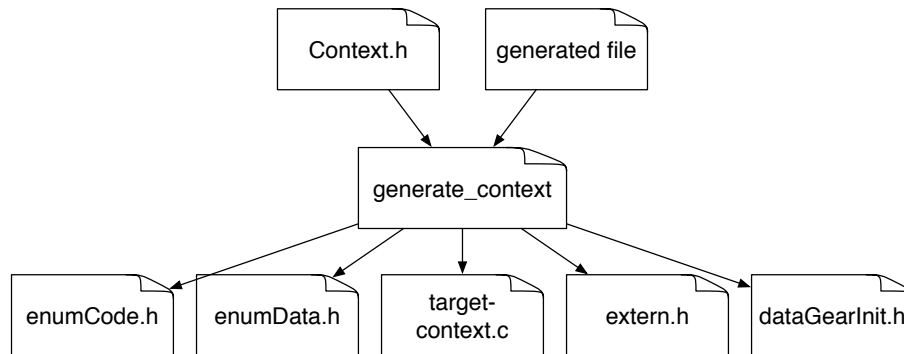 Context.h
generated file
generate_context
enumCode.h
enumData.h
target-
context.c
extern.h
dataGearInit.h